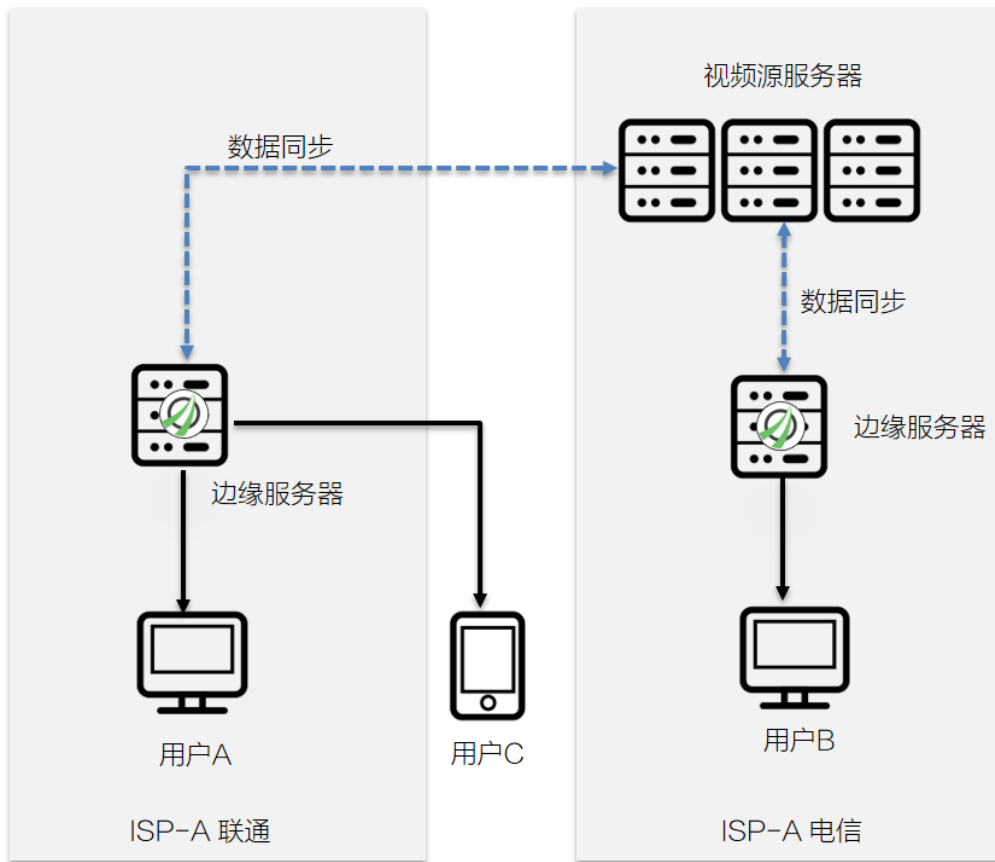 视频源服务器
数据同步
数据同步
边缘服务器
边缘服务器
用户A
用户C
用户B
ISP-A 联通
ISP-A 电信